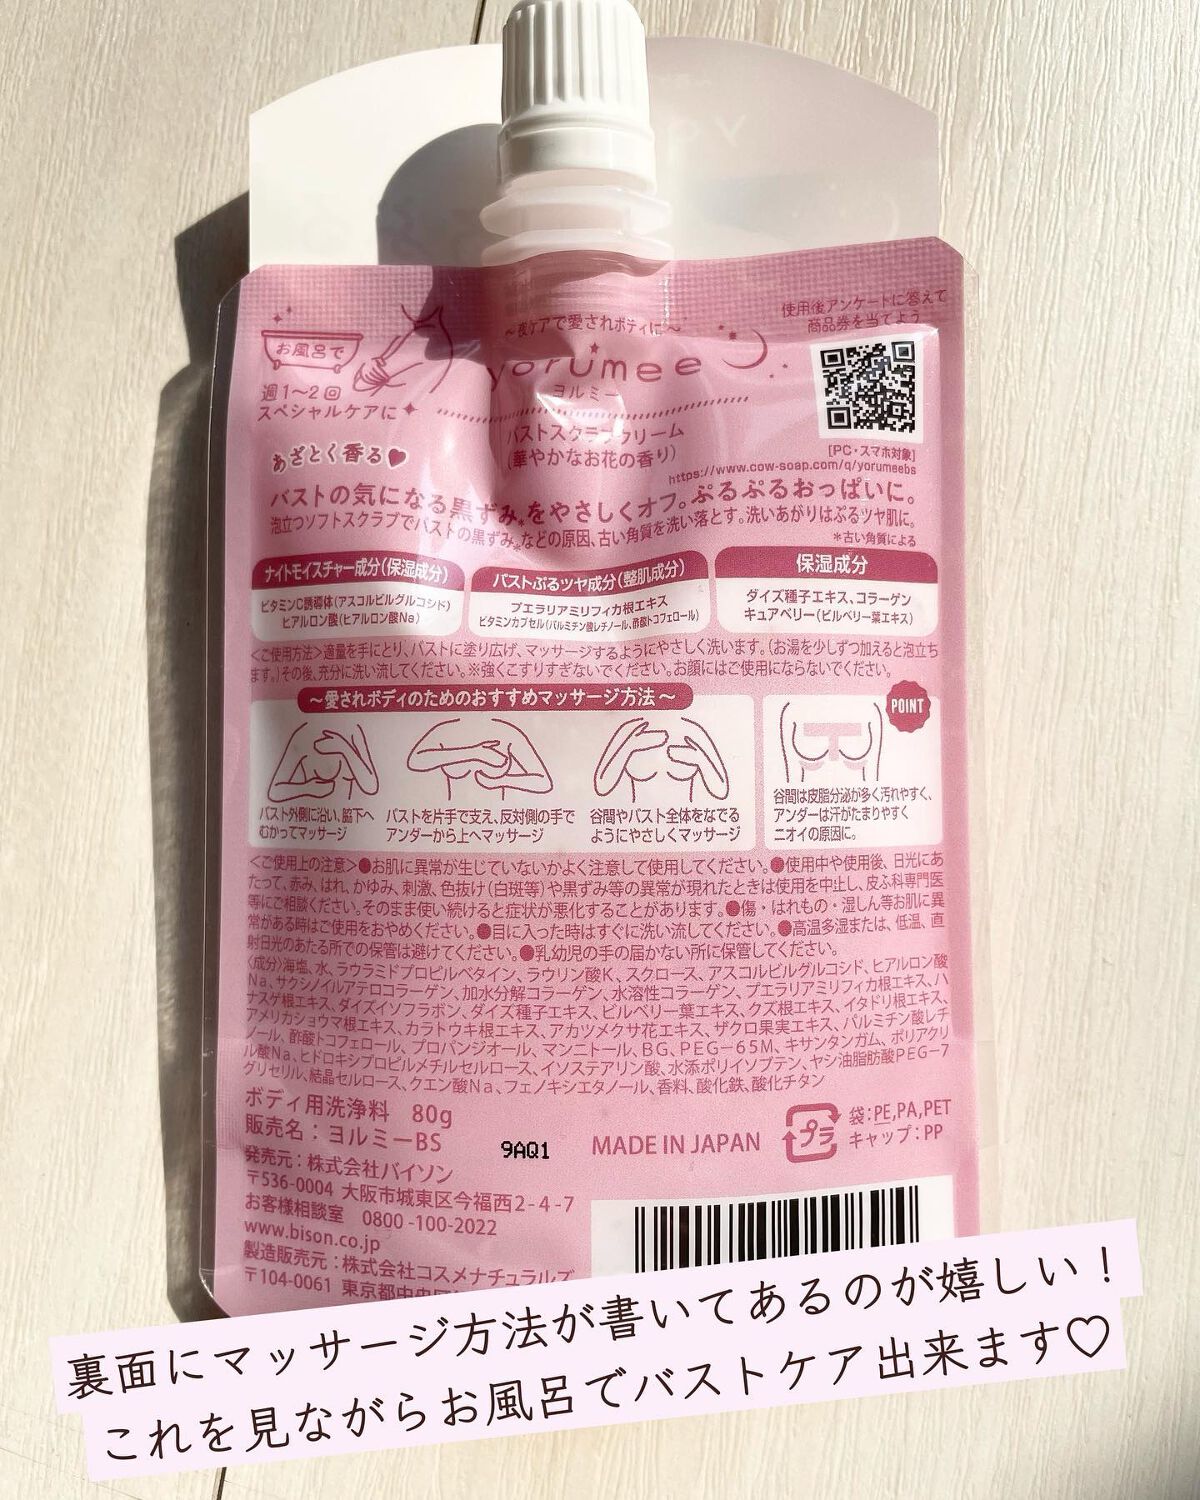 使用後アンケートに答えて
商品券を当てよう
お風呂で
週1〜2回
スペシャルケアに
〜夜ケアで愛されボディに〜
yorumee
ヨルミー
バストスクラブクリーム
(華やかなお花の香り)
[PC・スマホ対象]
https://www.cow-soap.com/q/yorumeebs
あざとく香る♥
バストの気になる黒ずみ*をやさしくオフ。ぷるぷるおっぱいに。
泡立つソフトスクラブでバストの黒ずみ*などの原因、古い角質を洗い落とす。洗いあがりはぷるツヤ肌に。
*古い角質による
ナイトモイスチャー成分(保湿成分)
ビタミンC誘導体(アスコルビルグルコシド)
ヒアルロン酸(ヒアルロン酸Na)
バストぷるツヤ成分(整肌成分)
プエラリアミリフィカ根エキス
ビタミンカプセル(パルミチン酸レチノール、酢酸トコフェロール)
保湿成分
ダイズ種子エキス、コラーゲン
キュアベリー(ビルベリー葉エキス)
<ご使用方法>適量を手にとり、バストに塗り広げ、マッサージするようにやさしく洗います。(お湯を少しずつ加えると泡立ち
ます。)その後、充分に洗い流してください。※強くこすりすぎないでください。お顔にはご使用にならないでください。
〜愛されボディのためのおすすめマッサージ方法〜
バスト外側に沿い、脇下へ
むかってマッサージ
バストを片手で支え、反対側の手で
アンダーから上へマッサージ
谷間やバスト全体をなでる
ようにやさしくマッサージ
POINT
谷間は皮脂分泌が多く汚れやすく、
アンダーは汗がたまりやすく
ニオイの原因に。
<ご使用上の注意>●お肌に異常が生じていないかよく注意して使用してください。●使用中や使用後、日光にあ
たって、赤み、はれ、かゆみ、刺激、色抜け(白斑等)や黒ずみ等の異常が現れたときは使用を中止し、皮ふ科専門医
等にご相談ください。そのまま使い続けると症状が悪化することがあります。●傷・はれもの・湿しん等お肌に異
常がある時はご使用をおやめください。●目に入った時はすぐに洗い流してください。●高温多湿または、低温、直
射日光のあたる所での保管は避けてください。●乳幼児の手の届かない所に保管してください。
〈成分〉海塩、水、ラウラミドプロピルベタイン、ラウリン酸K、スクロース、アスコルビルグルコシド、ヒアルロン酸
Na、サクシノイルアテロコラーゲン、加水分解コラーゲン、水溶性コラーゲン、プエラリアミリフィカ根エキス、ハ
ナスゲ根エキス、ダイズイソフラボン、ダイズ種子エキス、ビルベリー葉エキス、クズ根エキス、イタドリ根エキス、
アメリカショウマ根エキス、カラトウキ根エキス、アカツメクサ花エキス、ザクロ果実エキス、パルミチン酸レチ
ノール、酢酸トコフェロール、プロパンジオール、マンニトール、BG、PEG-65M、キサンタンガム、ポリアクリ
ル酸Na、ヒドロキシプロピルメチルセルロース、イソステアリン酸、水添ポリイソブテン、ヤシ油脂肪酸PEG-7
グリセリル、結晶セルロース、クエン酸Na、フェノキシエタノール、香料、酸化鉄、酸化チタン
ボディ用洗浄料 80g
販売名：ヨルミーBS
9AQ1
MADE IN JAPAN
プラ
袋：PE,PA,PET
キャップ：PP
発売元：株式会社バイソン
〒536-0004 大阪市城東区今福西2-4-7
お客様相談室 0800-100-2022
www.bison.co.jp
製造販売元：株式会社コスメナチュラルズ
〒104-0061 東京都中央区
裏面にマッサージ方法が書いてあるのが嬉しい！
これを見ながらお風呂でバストケア出来ます♡